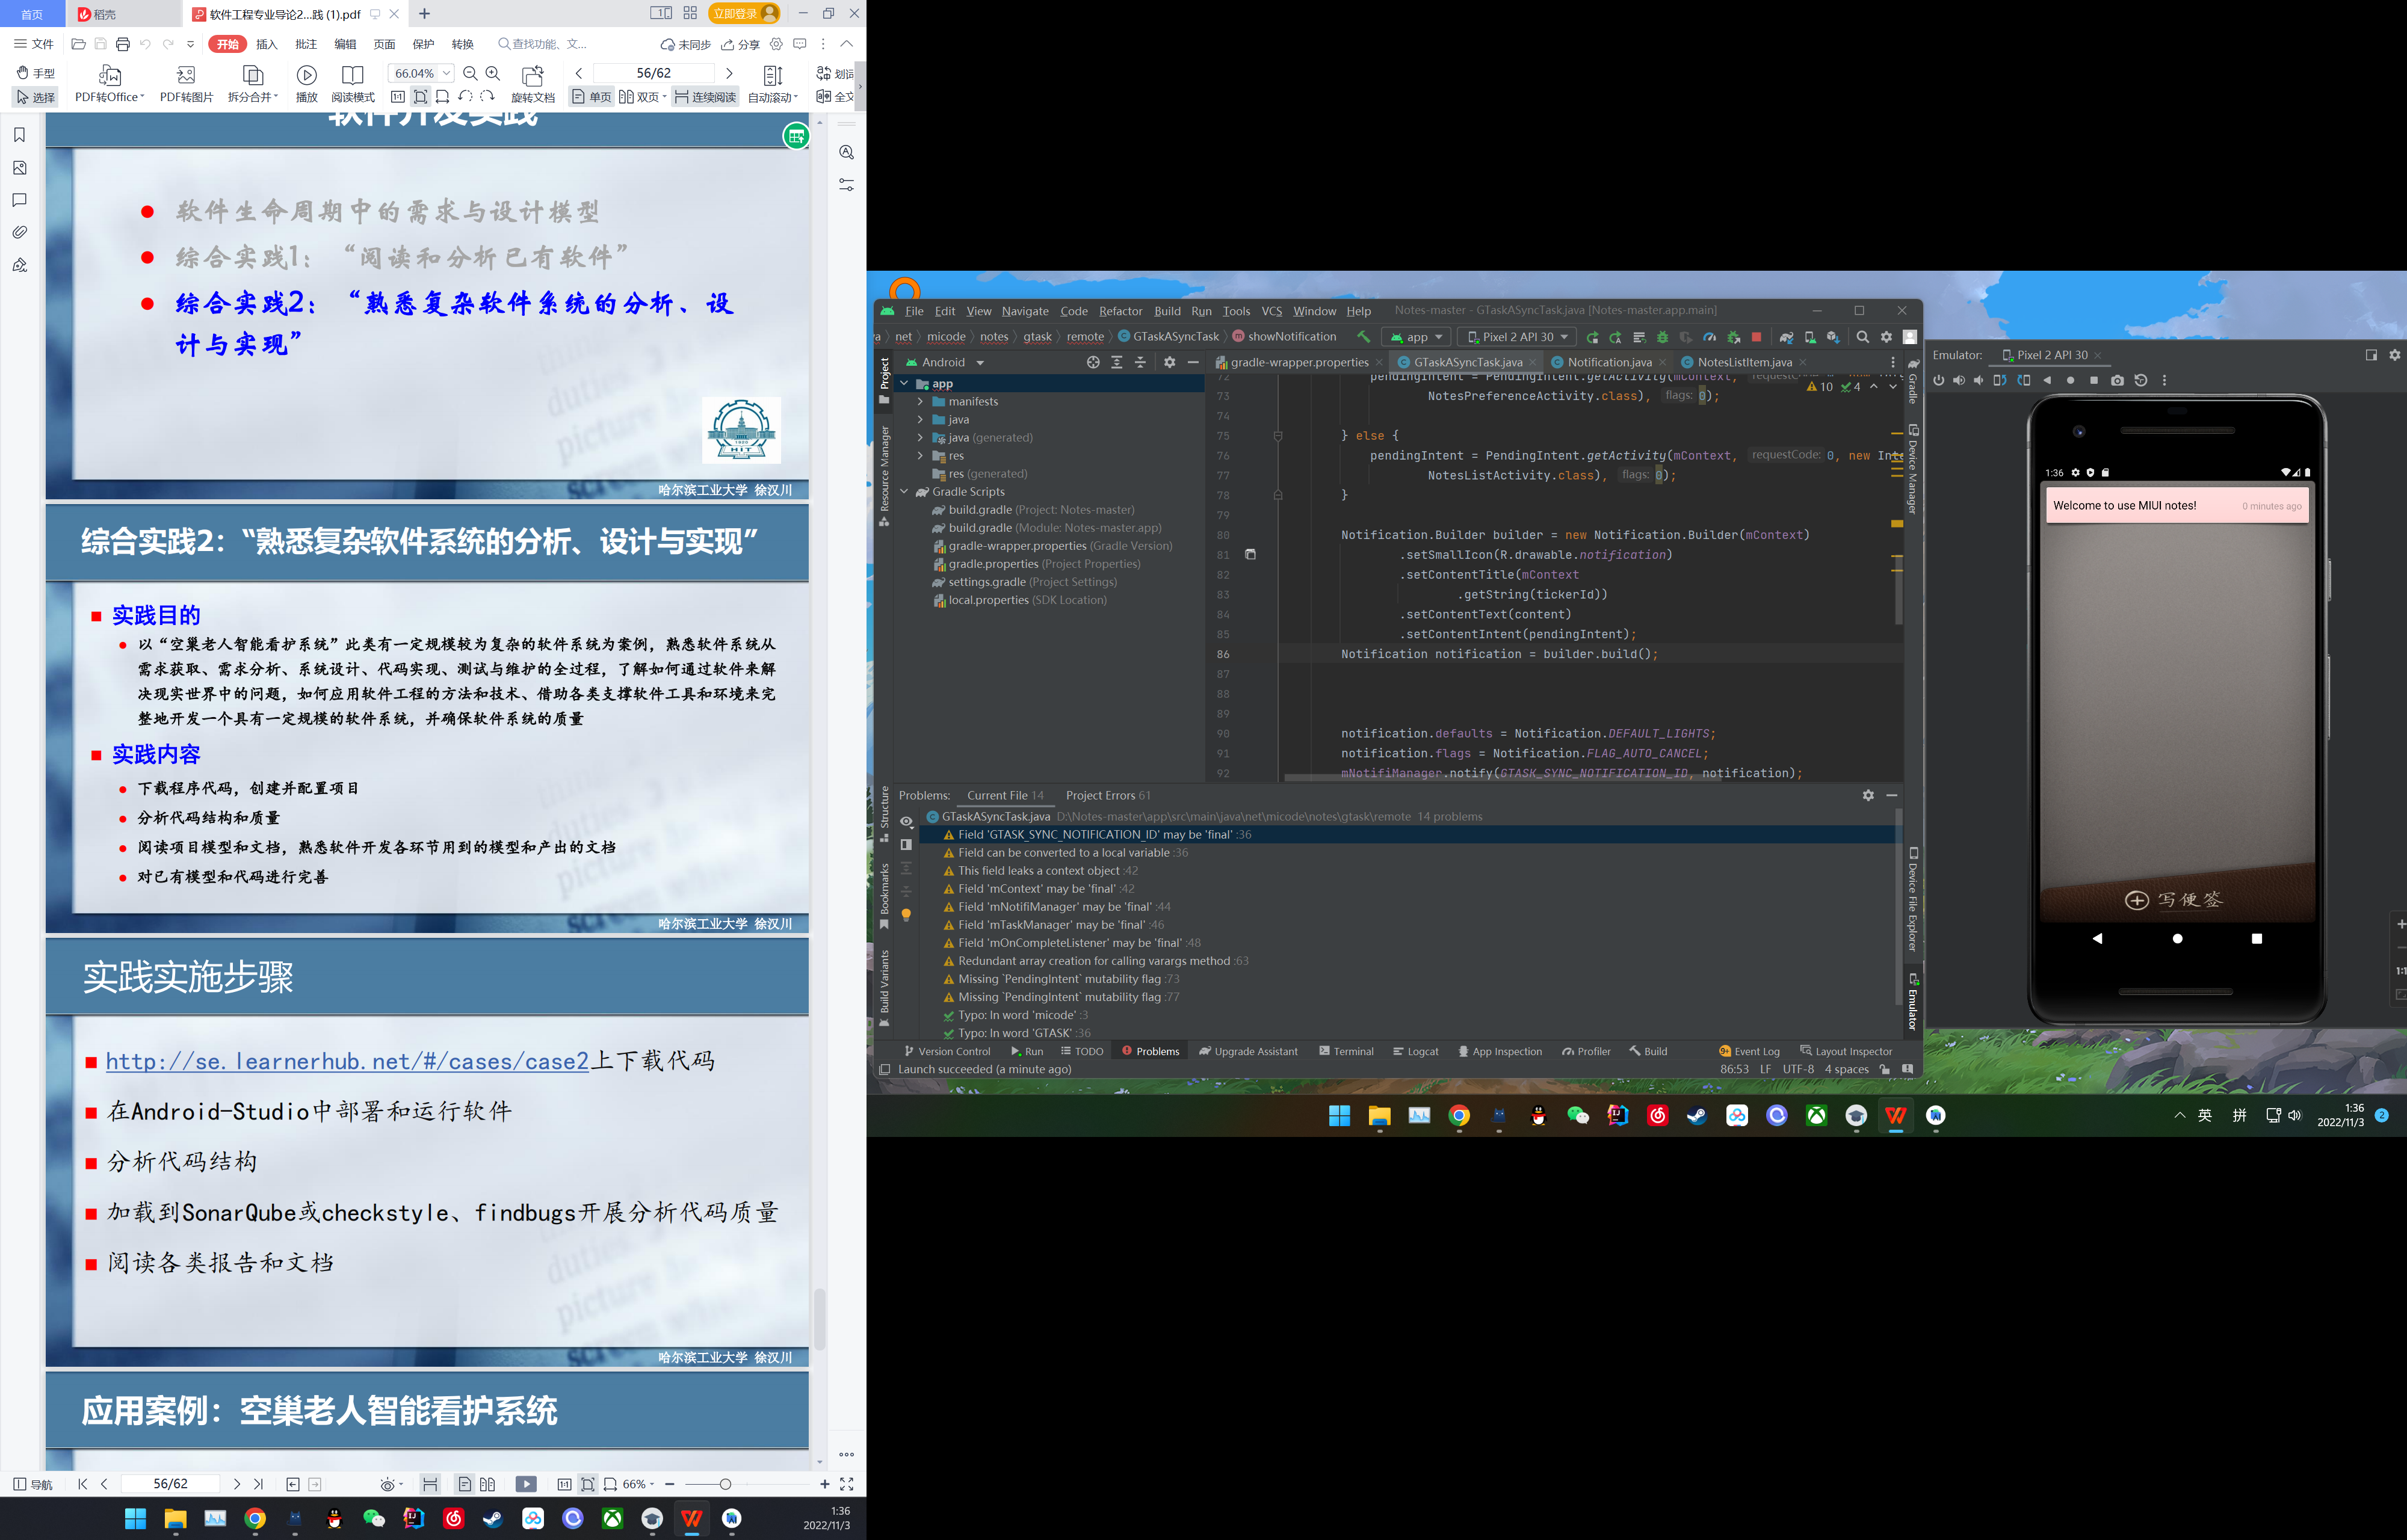 首页
稻壳
软件工程专业导论2...践 (1).pdf
立即登录
文件
开始
插入
批注
编辑
页面
保护
转换
查找功能、文...
未同步
分享
手型
选择
PDF转Office
PDF转图片
拆分合并
播放
阅读模式
66.04%
旋转文档
56/62
单页
双页
连续阅读
自动滚动
划词
全文
软件开发实践
软件生命周期中的需求与设计模型
综合实践1：“阅读和分析已有软件”
综合实践2：“熟悉复杂软件系统的分析、设
计与实现”
哈尔滨工业大学 徐汉川
综合实践2：“熟悉复杂软件系统的分析、设计与实现”
实践目的
以“空巢老人智能看护系统”此类有一定规模较为复杂的软件系统为案例，熟悉软件系统从
需求获取、需求分析、系统设计、代码实现、测试与维护的全过程，了解如何通过软件来解
决现实世界中的问题，如何应用软件工程的方法和技术、借助各类支撑软件工具和环境来完
整地开发一个具有一定规模的软件系统，并确保软件系统的质量
实践内容
下载程序代码，创建并配置项目
分析代码结构和质量
阅读项目模型和文档，熟悉软件开发各环节用到的模型和产出的文档
对已有模型和代码进行完善
哈尔滨工业大学 徐汉川
实践实施步骤
http://se.learnerhub.net/#/cases/case2上下载代码
在Android-Studio中部署和运行软件
分析代码结构
加载到SonarQube或checkstyle、findbugs开展分析代码质量
阅读各类报告和文档
哈尔滨工业大学 徐汉川
应用案例：空巢老人智能看护系统
导航
56/62
66%
1:36
2022/11/3
File Edit View Navigate Code Refactor Build Run Tools VCS Window Help
Notes-master - GTaskASyncTask.java [Notes-master.app.main]
net micode notes gtask remote GTaskASyncTask showNotification
app
Pixel 2 API 30
Android
gradle-wrapper.properties
GTaskASyncTask.java
Notification.java
NotesListItem.java
Project
Resource Manager
Structure
Bookmarks
Build Variants
app
manifests
java
java (generated)
res
res (generated)
Gradle Scripts
build.gradle (Project: Notes-master)
build.gradle (Module: Notes-master.app)
gradle-wrapper.properties (Gradle Version)
gradle.properties (Project Properties)
settings.gradle (Project Settings)
local.properties (SDK Location)
10 4
72 pendingIntent = PendingIntent.getActivity(mContext,
73 NotesPreferenceActivity.class), flags: 0);
74
75 } else {
76 pendingIntent = PendingIntent.getActivity(mContext, requestCode: 0, new Inte
77 NotesListActivity.class), flags: 0);
78 }
79
80 Notification.Builder builder = new Notification.Builder(mContext)
81 .setSmallIcon(R.drawable.notification)
82 .setContentTitle(mContext
83 .getString(tickerId))
84 .setContentText(content)
85 .setContentIntent(pendingIntent);
86 Notification notification = builder.build();
87
88
89
90 notification.defaults = Notification.DEFAULT_LIGHTS;
91 notification.flags = Notification.FLAG_AUTO_CANCEL;
92 mNotifiManager.notify(GTASK_SYNC_NOTIFICATION_ID, notification);
Gradle
Device Manager
Device File Explorer
Emulator
Problems: Current File 14 Project Errors 61
GTaskASyncTask.java D:\Notes-master\app\src\main\java\net\micode\notes\gtask\remote 14 problems
Field 'GTASK_SYNC_NOTIFICATION_ID' may be 'final' :36
Field can be converted to a local variable :36
This field leaks a context object :42
Field 'mContext' may be 'final' :42
Field 'mNotifiManager' may be 'final' :44
Field 'mTaskManager' may be 'final' :46
Field 'mOnCompleteListener' may be 'final' :48
Redundant array creation for calling varargs method :63
Missing `PendingIntent` mutability flag :73
Missing `PendingIntent` mutability flag :77
Typo: In word 'micode' :3
Typo: In word 'GTASK' :36
Version Control Run TODO Problems Upgrade Assistant Terminal Logcat App Inspection Profiler Build Event Log Layout Inspector
Launch succeeded (a minute ago)
86:53 LF UTF-8 4 spaces
Emulator: Pixel 2 API 30
1:36
Welcome to use MIUI notes!
0 minutes ago
写便签
1:1
英
拼
1:36
2022/11/3
2